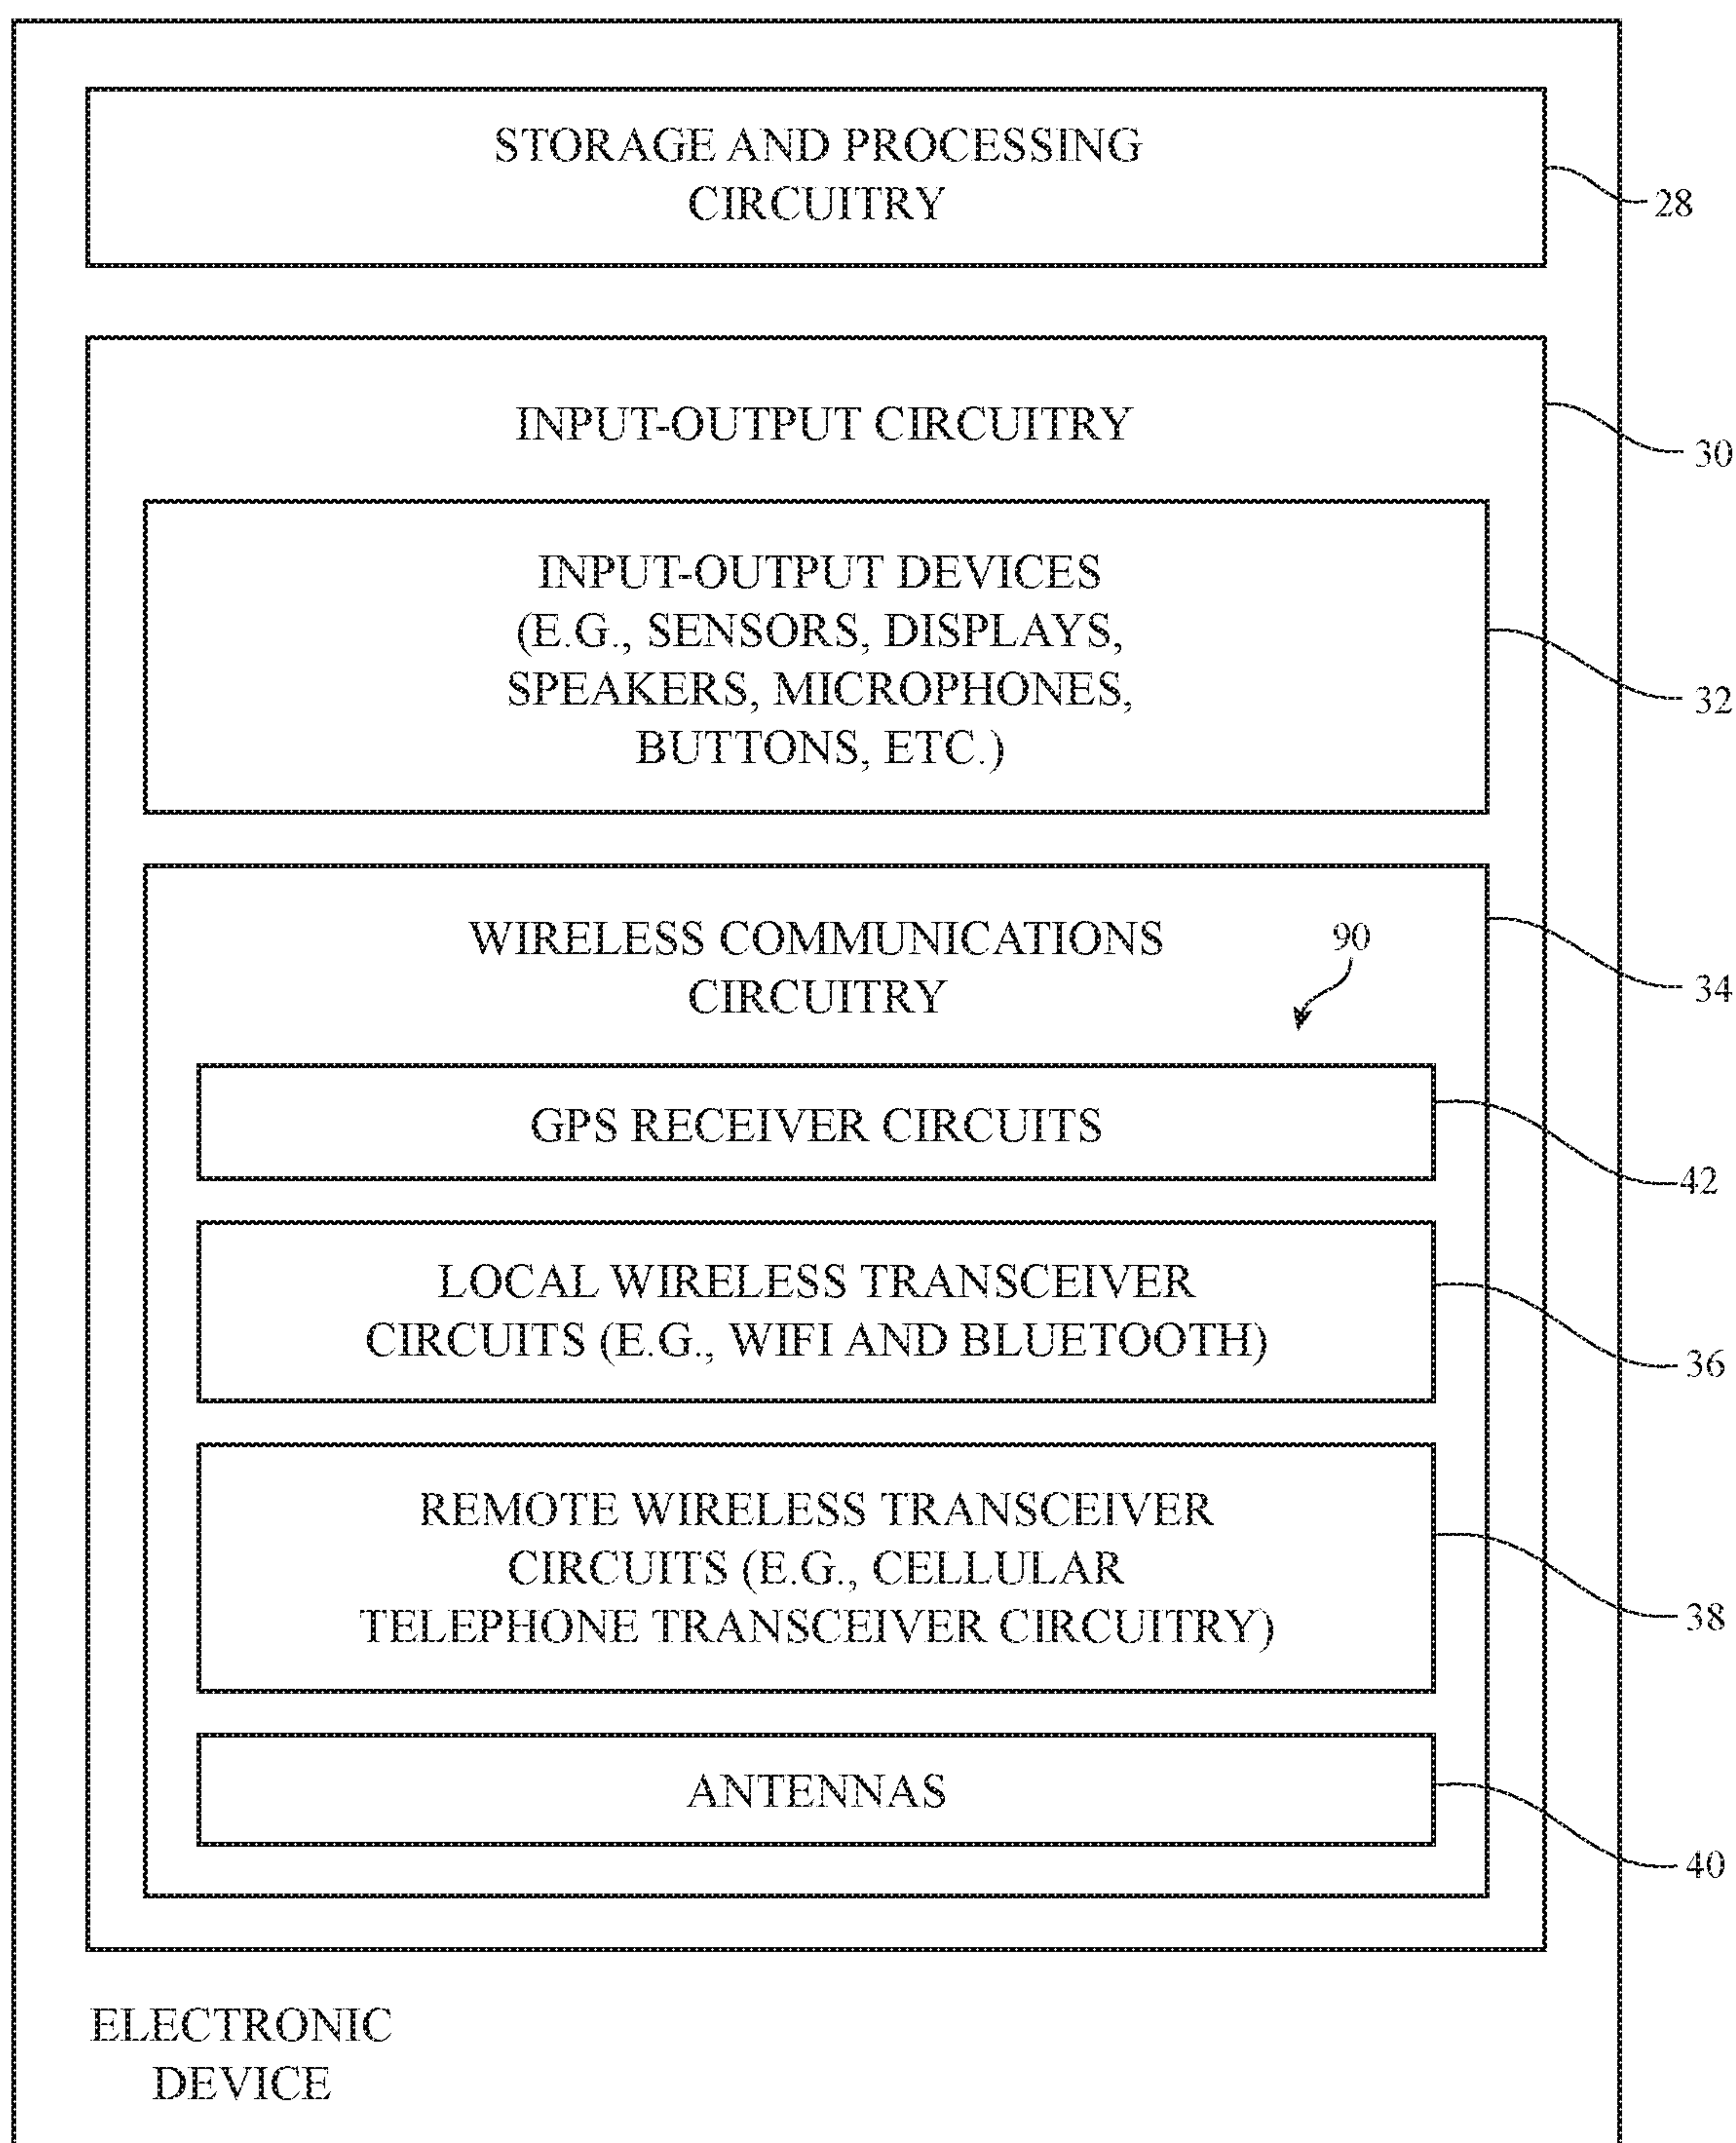 STORAGE AND PROCESSING
CIRCUITRY
28
INPUT-OUTPUT CIRCUITRY
30
INPUT-OUTPUT DEVICES
(E.G., SENSORS, DISPLAYS,
SPEAKERS, MICROPHONES,
BUTTONS, ETC.)
32
WIRELESS COMMUNICATIONS
CIRCUITRY
90
34
GPS RECEIVER CIRCUITS
42
LOCAL WIRELESS TRANSCEIVER
CIRCUITS (E.G., WIFI AND BLUETOOTH)
36
REMOTE WIRELESS TRANSCEIVER
CIRCUITS (E.G., CELLULAR
TELEPHONE TRANSCEIVER CIRCUITRY)
38
ANTENNAS
40
ELECTRONIC
DEVICE